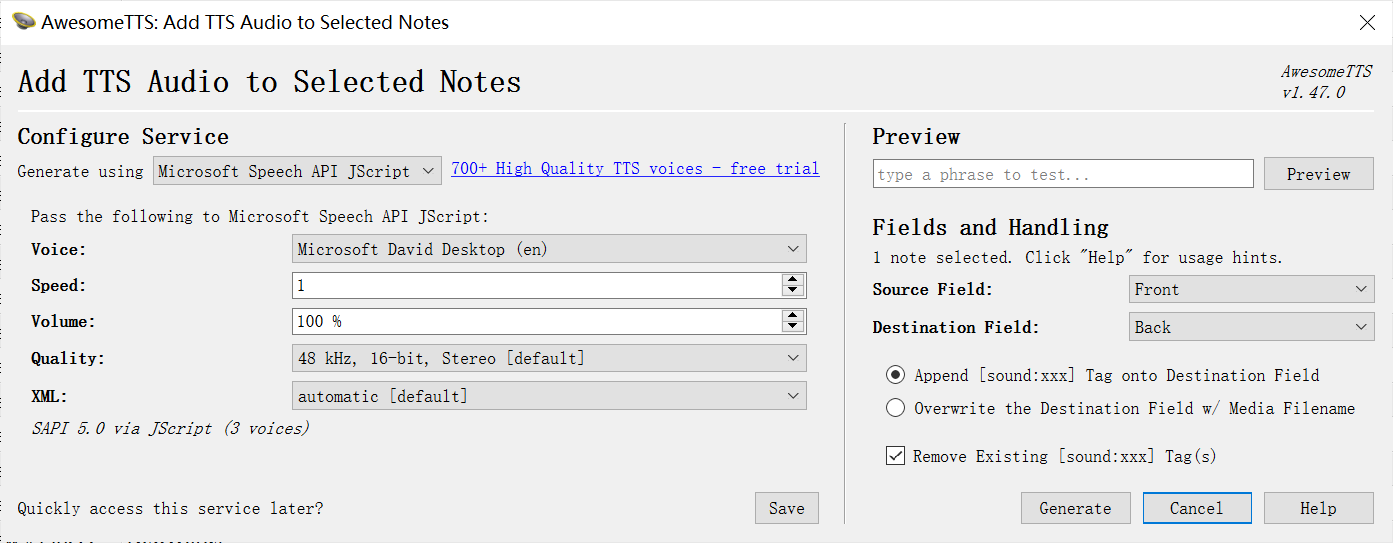 AwesomeTTS: Add TTS Audio to Selected Notes
Add TTS Audio to Selected Notes
AwesomeTTS
v1.47.0
Configure Service
Generate using Microsoft Speech API JScript 700+ High Quality TTS voices - free trial
Pass the following to Microsoft Speech API JScript:
Voice: Microsoft David Desktop (en)
Speed: 1
Volume: 100 %
Quality: 48 kHz, 16-bit, Stereo [default]
XML: automatic [default]
SAPI 5.0 via JScript (3 voices)
Quickly access this service later? Save
Preview
type a phrase to test... Preview
Fields and Handling
1 note selected. Click "Help" for usage hints.
Source Field: Front
Destination Field: Back
Append [sound:xxx] Tag onto Destination Field
Overwrite the Destination Field w/ Media Filename
Remove Existing [sound:xxx] Tag(s)
Generate Cancel Help